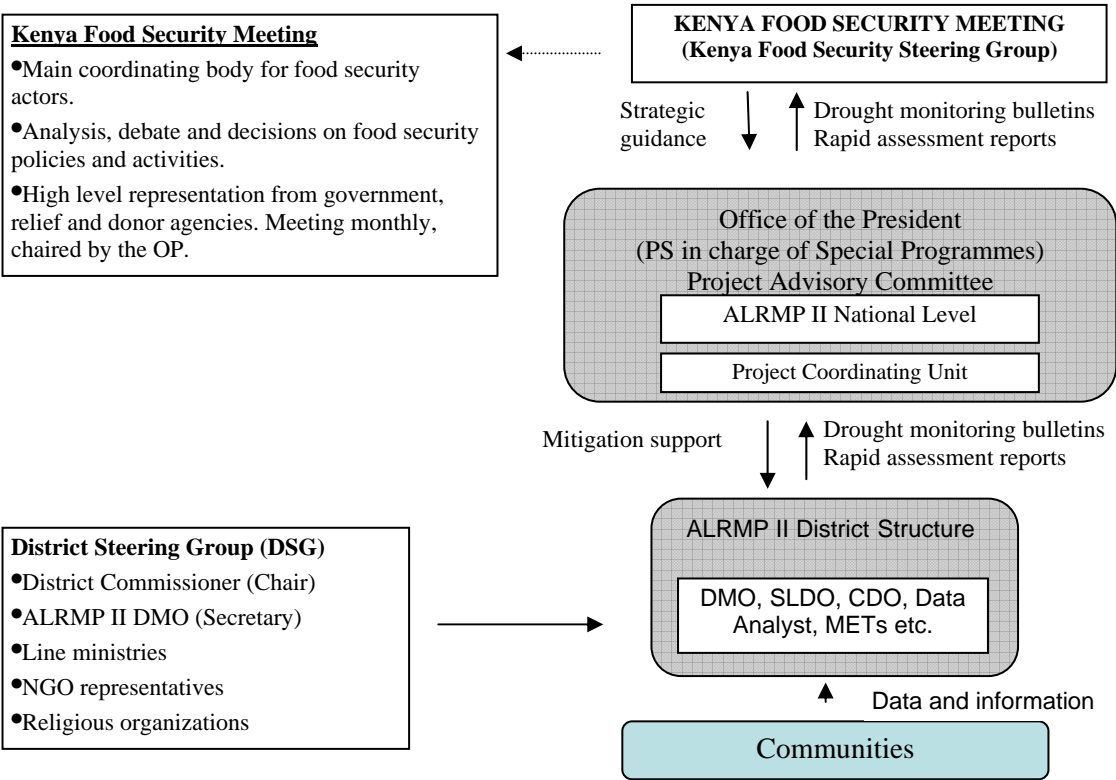 Kenya Food Security Meeting
•Main coordinating body for food security
actors.
•Analysis, debate and decisions on food security
policies and activities.
•High level representation from government,
relief and donor agencies. Meeting monthly,
chaired by the OP.
KENYA FOOD SECURITY MEETING
(Kenya Food Security Steering Group)
Strategic
guidance
Drought monitoring bulletins
Rapid assessment reports
Office of the President
(PS in charge of Special Programmes)
Project Advisory Committee
ALRMP II National Level
Project Coordinating Unit
Mitigation support
Drought monitoring bulletins
Rapid assessment reports
District Steering Group (DSG)
•District Commissioner (Chair)
•ALRMP II DMO (Secretary)
•Line ministries
•NGO representatives
•Religious organizations
ALRMP II District Structure
DMO, SLDO, CDO, Data
Analyst, METs etc.
Data and information
Communities